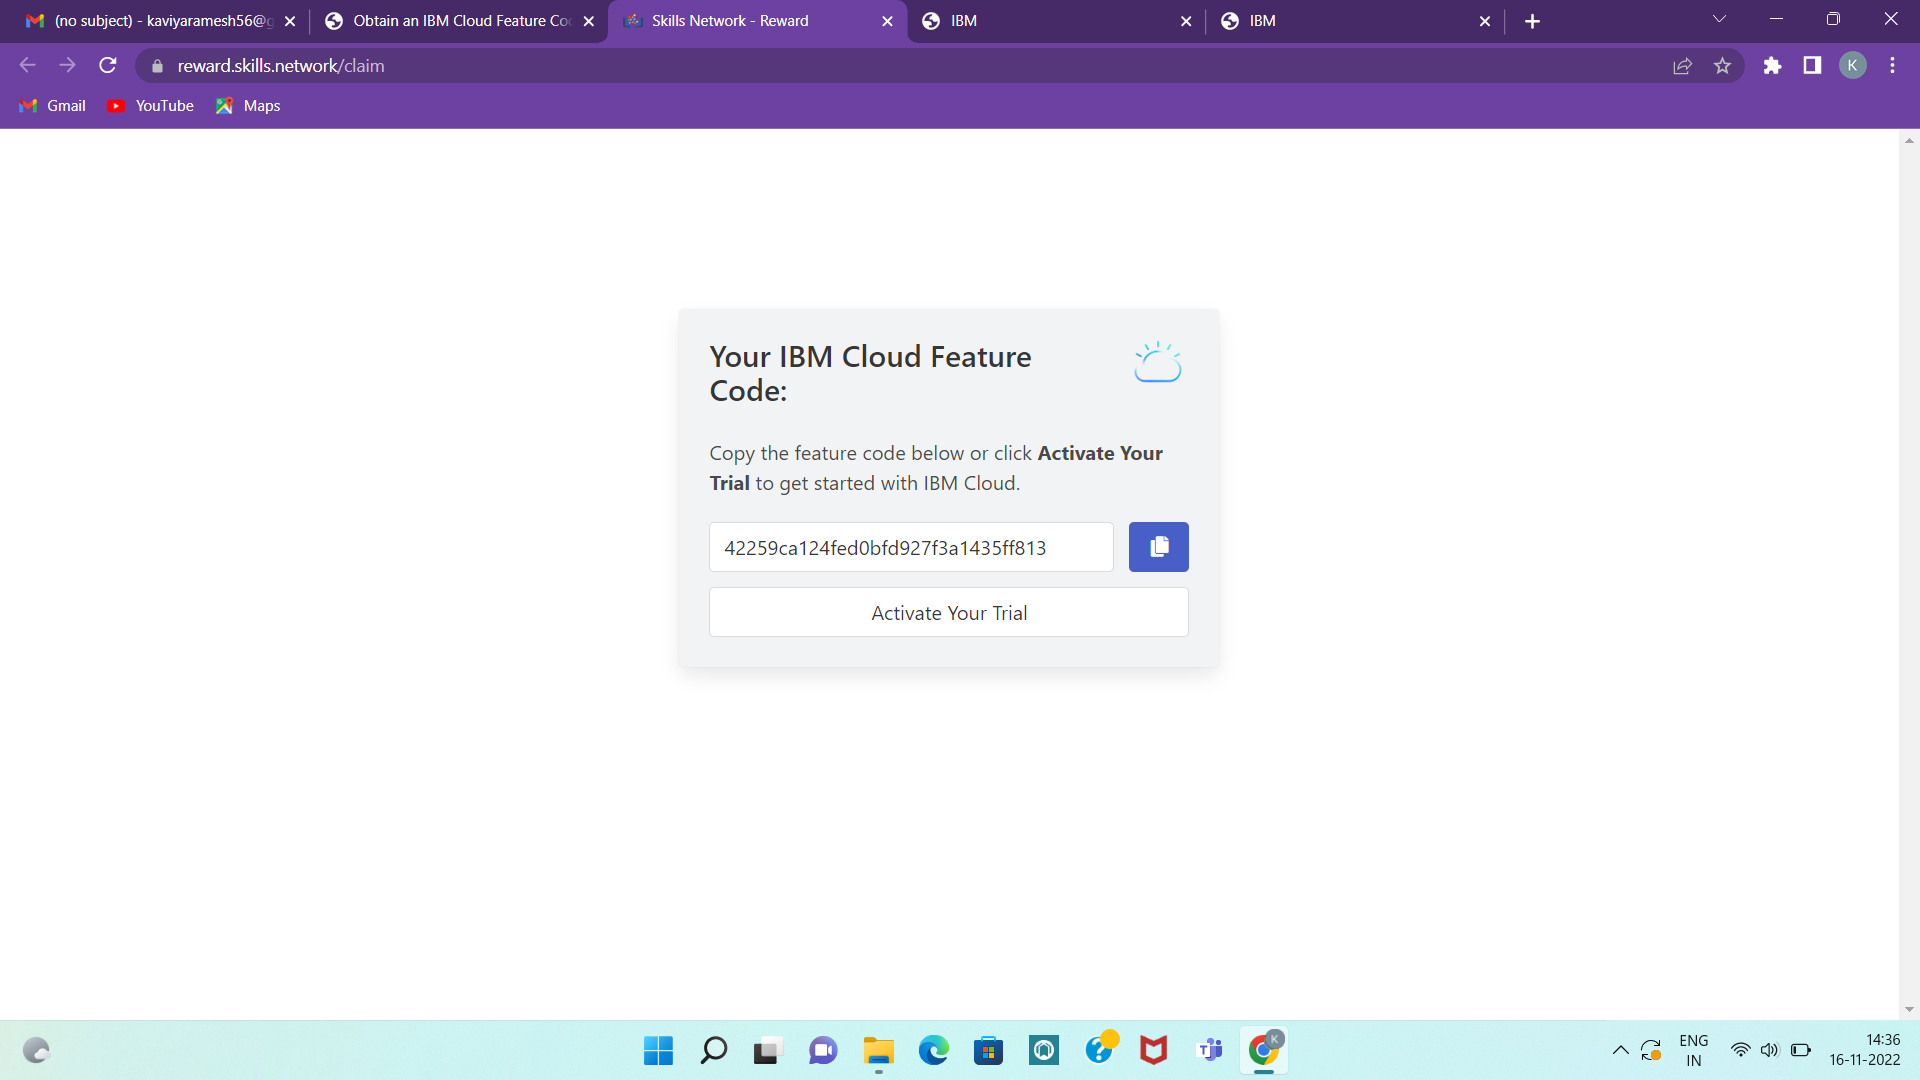 (no subject) - kaviyaramesh56@g
Obtain an IBM Cloud Feature Co
Skills Network - Reward
IBM
IBM
reward.skills.network/claim
K
Gmail
YouTube
Maps
Your IBM Cloud Feature
Code:
Copy the feature code below or click Activate Your
Trial to get started with IBM Cloud.
42259ca124fed0bfd927f3a1435ff813
Activate Your Trial
K
ENG
IN
14:36
16-11-2022